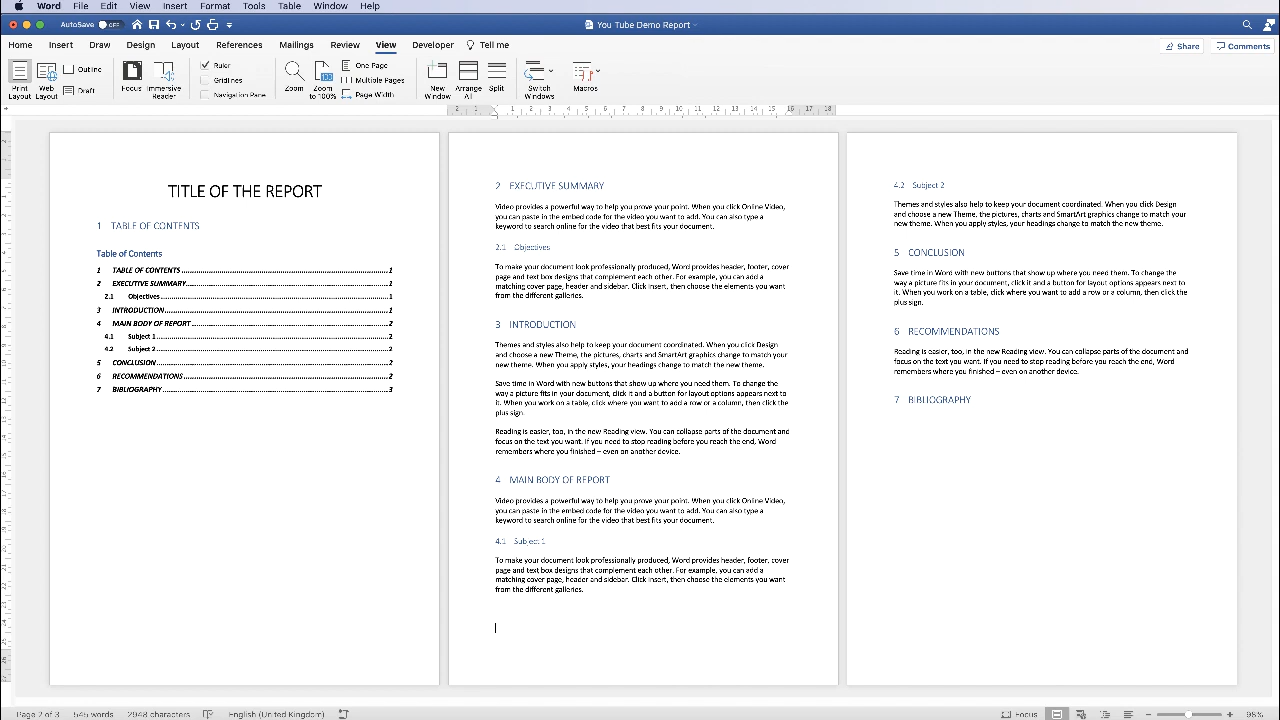 Word File Edit View Insert Format Tools Table Window Help
AutoSave OFF You Tube Demo Report
Home Insert Draw Design Layout References Mailings Review View Developer Tell me Share Comments
Print Layout
Web Layout
Outline
Draft
Focus
Immersive Reader
Ruler
Gridlines
Navigation Pane
Zoom
Zoom to 100%
One Page
Multiple Pages
Page Width
New Window
Arrange All
Split
Switch Windows
Macros
2 1 1 2 3 4 5 6 7 8 9 10 11 12 13 14 15 16 17 18
TITLE OF THE REPORT
1 TABLE OF CONTENTS
Table of Contents
1 TABLE OF CONTENTS 1
2 EXECUTIVE SUMMARY 1
2.1 Objectives 1
3 INTRODUCTION 1
4 MAIN BODY OF REPORT 2
4.1 Subject 1 2
4.2 Subject 2 2
5 CONCLUSION 2
6 RECOMMENDATIONS 2
7 BIBLIOGRAPHY 3
2 EXECUTIVE SUMMARY
Video provides a powerful way to help you prove your point. When you click Online Video,
you can paste in the embed code for the video you want to add. You can also type a
keyword to search online for the video that best fits your document.
2.1 Objectives
To make your document look professionally produced, Word provides header, footer, cover
page and text box designs that complement each other. For example, you can add a
matching cover page, header and sidebar. Click Insert, then choose the elements you want
from the different galleries.
3 INTRODUCTION
Themes and styles also help to keep your document coordinated. When you click Design
and choose a new Theme, the pictures, charts and SmartArt graphics change to match your
new theme. When you apply styles, your headings change to match the new theme.
Save time in Word with new buttons that show up where you need them. To change the
way a picture fits in your document, click it and a button for layout options appears next to
it. When you work on a table, click where you want to add a row or a column, then click the
plus sign.
Reading is easier, too, in the new Reading view. You can collapse parts of the document and
focus on the text you want. If you need to stop reading before you reach the end, Word
remembers where you finished – even on another device.
4 MAIN BODY OF REPORT
Video provides a powerful way to help you prove your point. When you click Online Video,
you can paste in the embed code for the video you want to add. You can also type a
keyword to search online for the video that best fits your document.
4.1 Subject 1
To make your document look professionally produced, Word provides header, footer, cover
page and text box designs that complement each other. For example, you can add a
matching cover page, header and sidebar. Click Insert, then choose the elements you want
from the different galleries.
4.2 Subject 2
Themes and styles also help to keep your document coordinated. When you click Design
and choose a new Theme, the pictures, charts and SmartArt graphics change to match your
new theme. When you apply styles, your headings change to match the new theme.
5 CONCLUSION
Save time in Word with new buttons that show up where you need them. To change the
way a picture fits in your document, click it and a button for layout options appears next to
it. When you work on a table, click where you want to add a row or a column, then click the
plus sign.
6 RECOMMENDATIONS
Reading is easier, too, in the new Reading view. You can collapse parts of the document and
focus on the text you want. If you need to stop reading before you reach the end, Word
remembers where you finished – even on another device.
7 BIBLIOGRAPHY
Page 2 of 3 545 words 2948 characters English (United Kingdom) Focus 98%